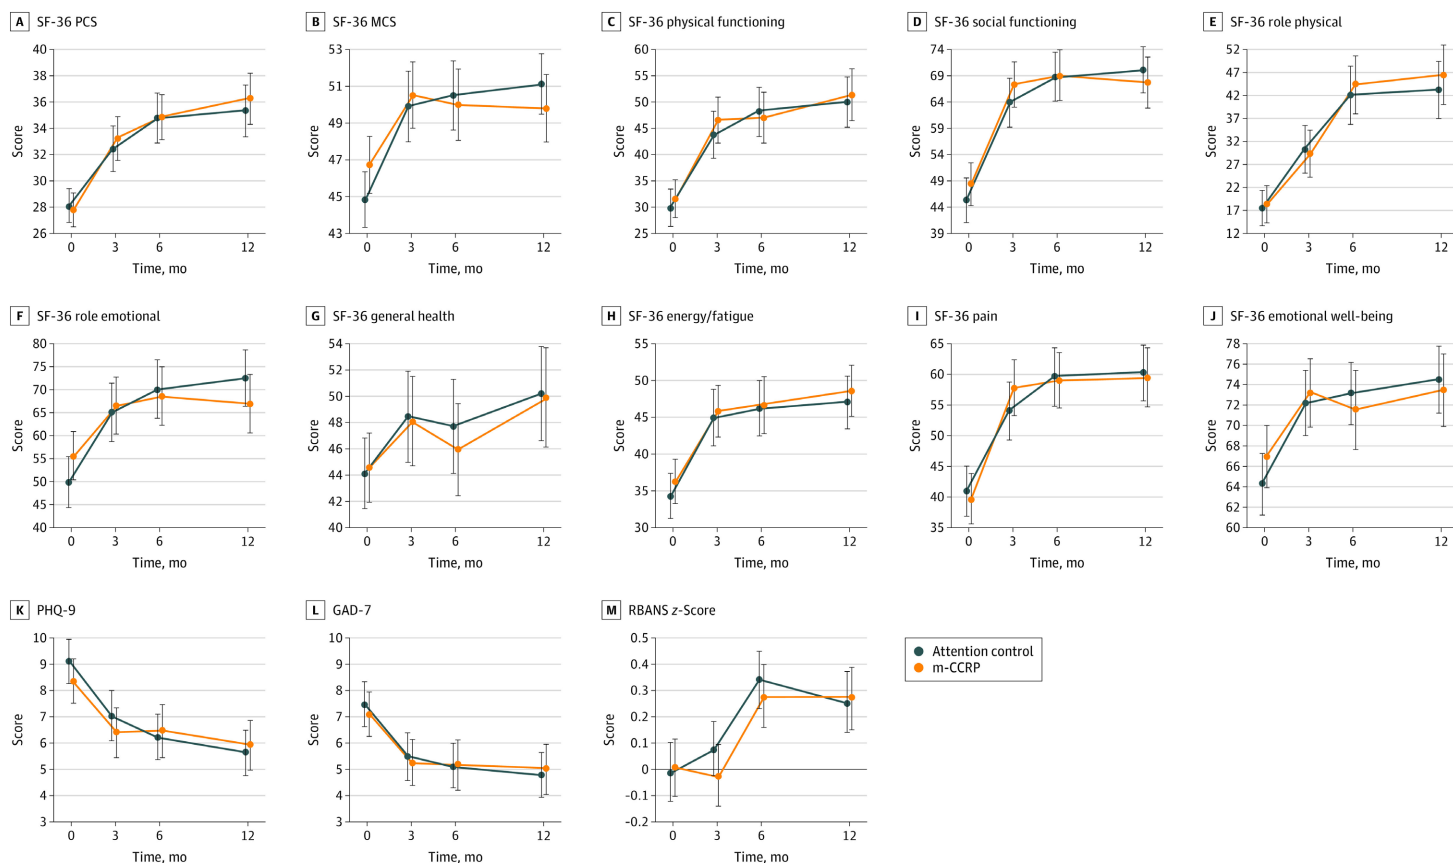 A SF-36 PCS
40
38
36
34
32
30
28
26
Score
0 3 6 12
Time, mo
B SF-36 MCS
53
51
49
47
45
43
Score
0 3 6 12
Time, mo
C SF-36 physical functioning
60
55
50
45
40
35
30
25
Score
0 3 6 12
Time, mo
D SF-36 social functioning
74
69
64
59
54
49
44
39
Score
0 3 6 12
Time, mo
E SF-36 role physical
52
47
42
37
32
27
22
17
12
Score
0 3 6 12
Time, mo
F SF-36 role emotional
80
75
70
65
60
55
50
45
40
Score
0 3 6 12
Time, mo
G SF-36 general health
54
52
50
48
46
44
42
40
Score
0 3 6 12
Time, mo
H SF-36 energy/fatigue
55
50
45
40
35
30
Score
0 3 6 12
Time, mo
I SF-36 pain
65
60
55
50
45
40
35
Score
0 3 6 12
Time, mo
J SF-36 emotional well-being
78
76
74
72
70
68
66
64
62
60
Score
0 3 6 12
Time, mo
K PHQ-9
10
9
8
7
6
5
4
3
Score
0 3 6 12
Time, mo
L GAD-7
10
9
8
7
6
5
4
3
Score
0 3 6 12
Time, mo
M RBANS z-Score
0.5
0.4
0.3
0.2
0.1
0
-0.1
-0.2
Score
0 3 6 12
Time, mo
Attention control
m-CCRP